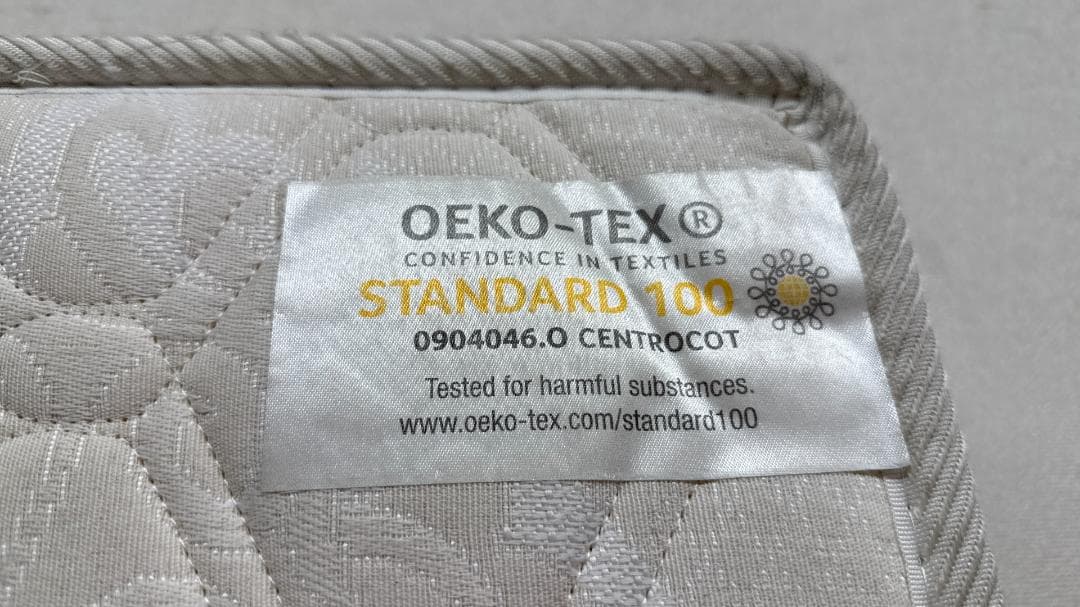 OEKO-TEX®
CONFIDENCE IN TEXTILES
STANDARD 100
0904046.O CENTROCOT
Tested for harmful substances.
www.oeko-tex.com/standard100